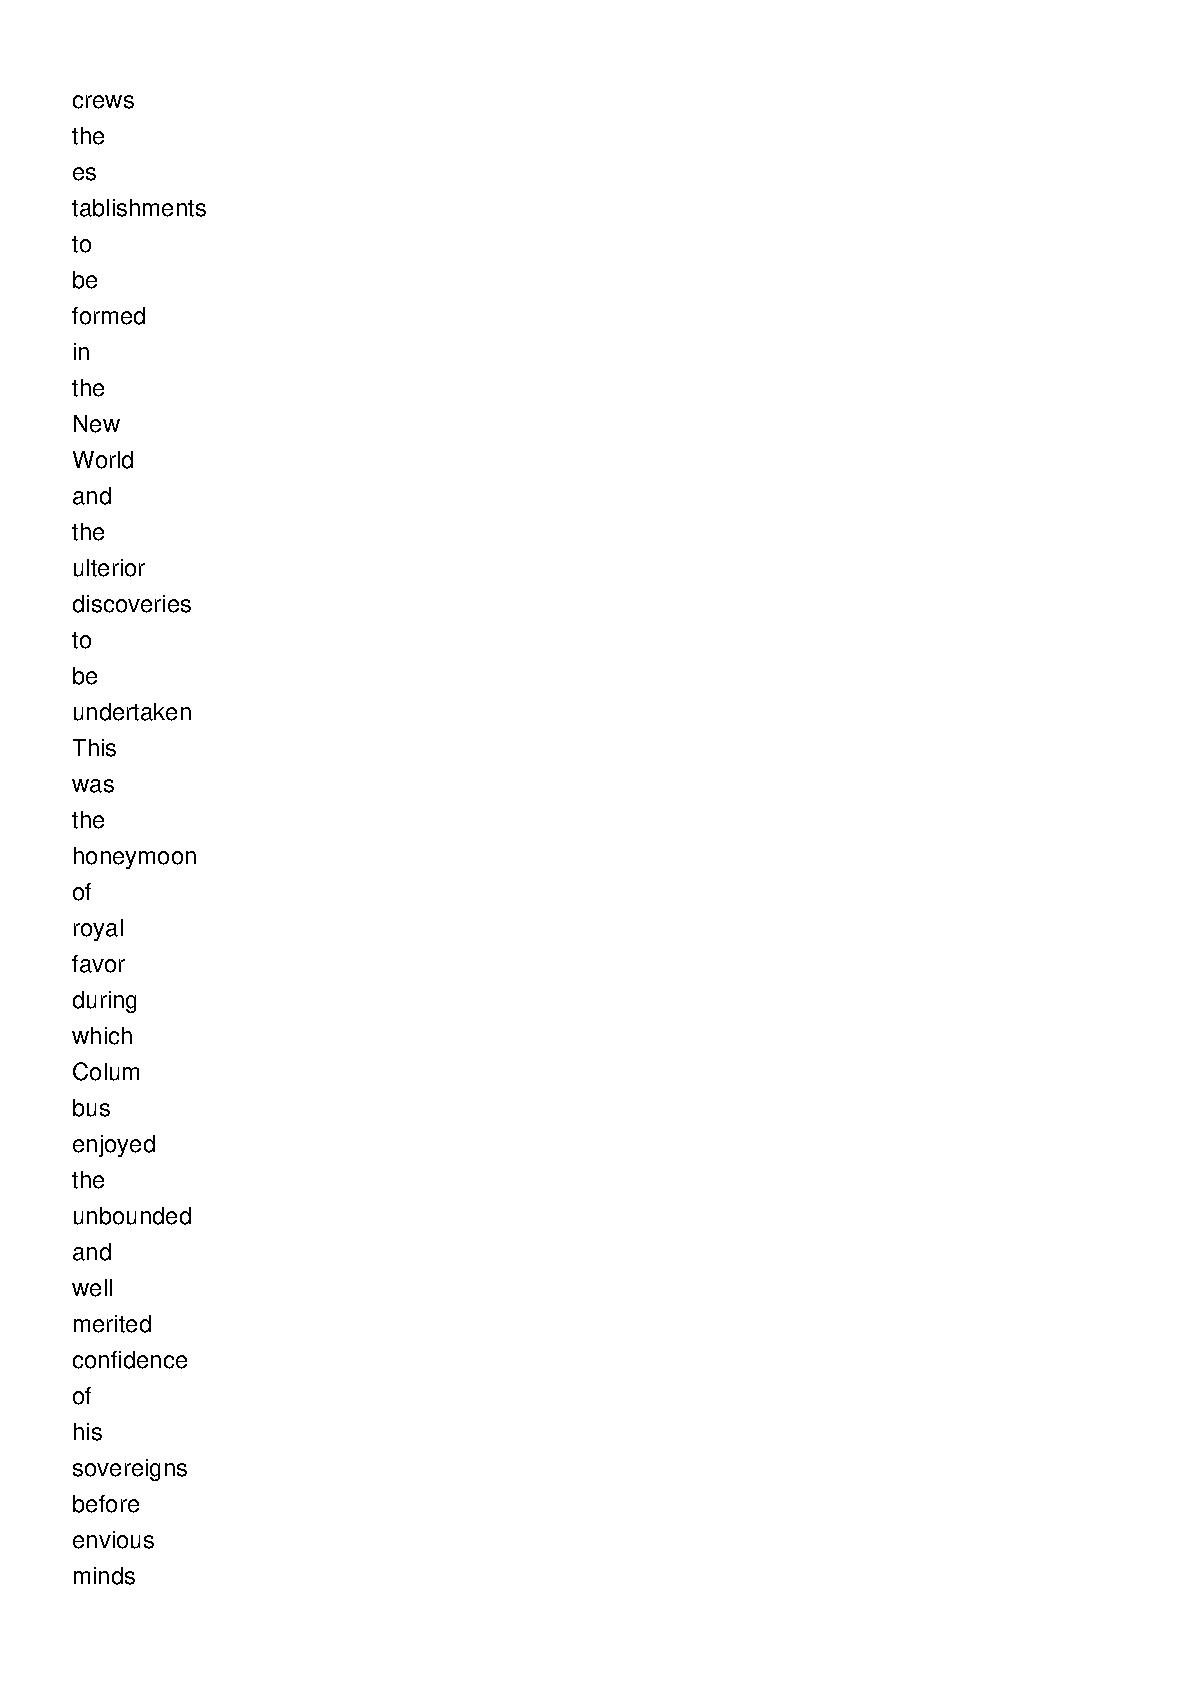 crews
the
es
tablishments
to
be
formed
in
the
New
World
and
the
ulterior
discoveries
to
be
undertaken
This
was
the
honeymoon
of
royal
favor
during
which
Colum
bus
enjoyed
the
unbounded
and
well
merited
confidence
of
his
sovereigns
before
envious
minds